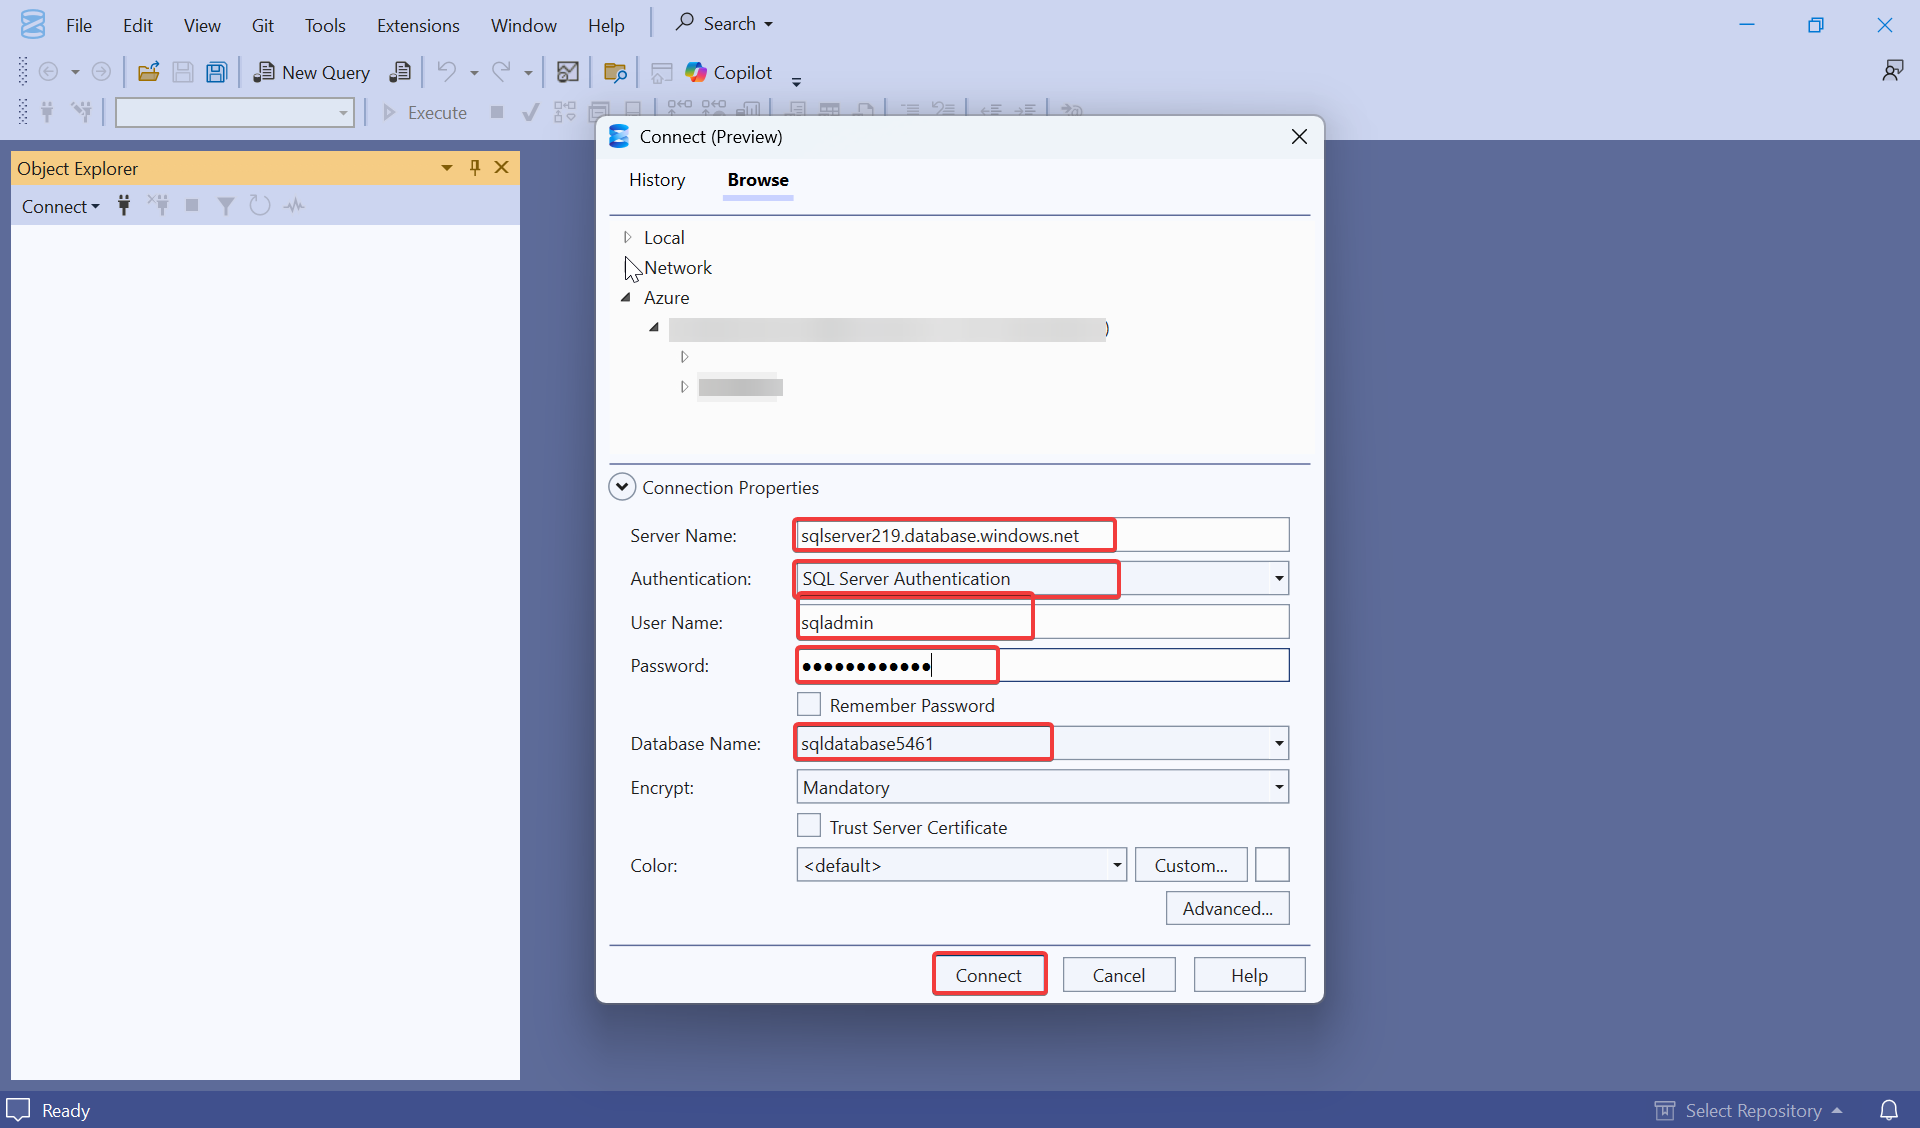 File Edit View Git Tools Extensions Window Help Search
New Query Copilot
Execute
Object Explorer
Connect
Connect (Preview)
History Browse
Local
Network
Azure
)
Connection Properties
Server Name: sqlserver219.database.windows.net
Authentication: SQL Server Authentication
User Name: sqladmin
Password: ●●●●●●●●●●●●
Remember Password
Database Name: sqldatabase5461
Encrypt: Mandatory
Trust Server Certificate
Color: <default> Custom...
Advanced...
Connect Cancel Help
Ready Select Repository